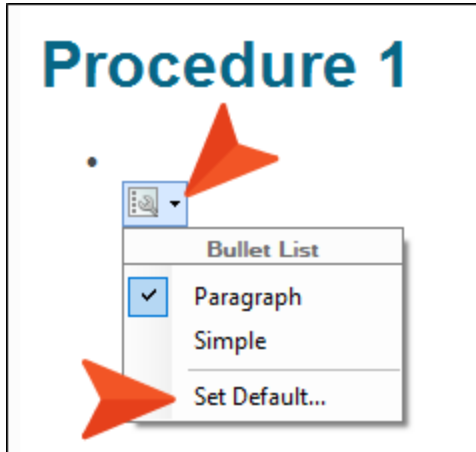 Procedure 1
•
Bullet List
Paragraph
Simple
Set Default...